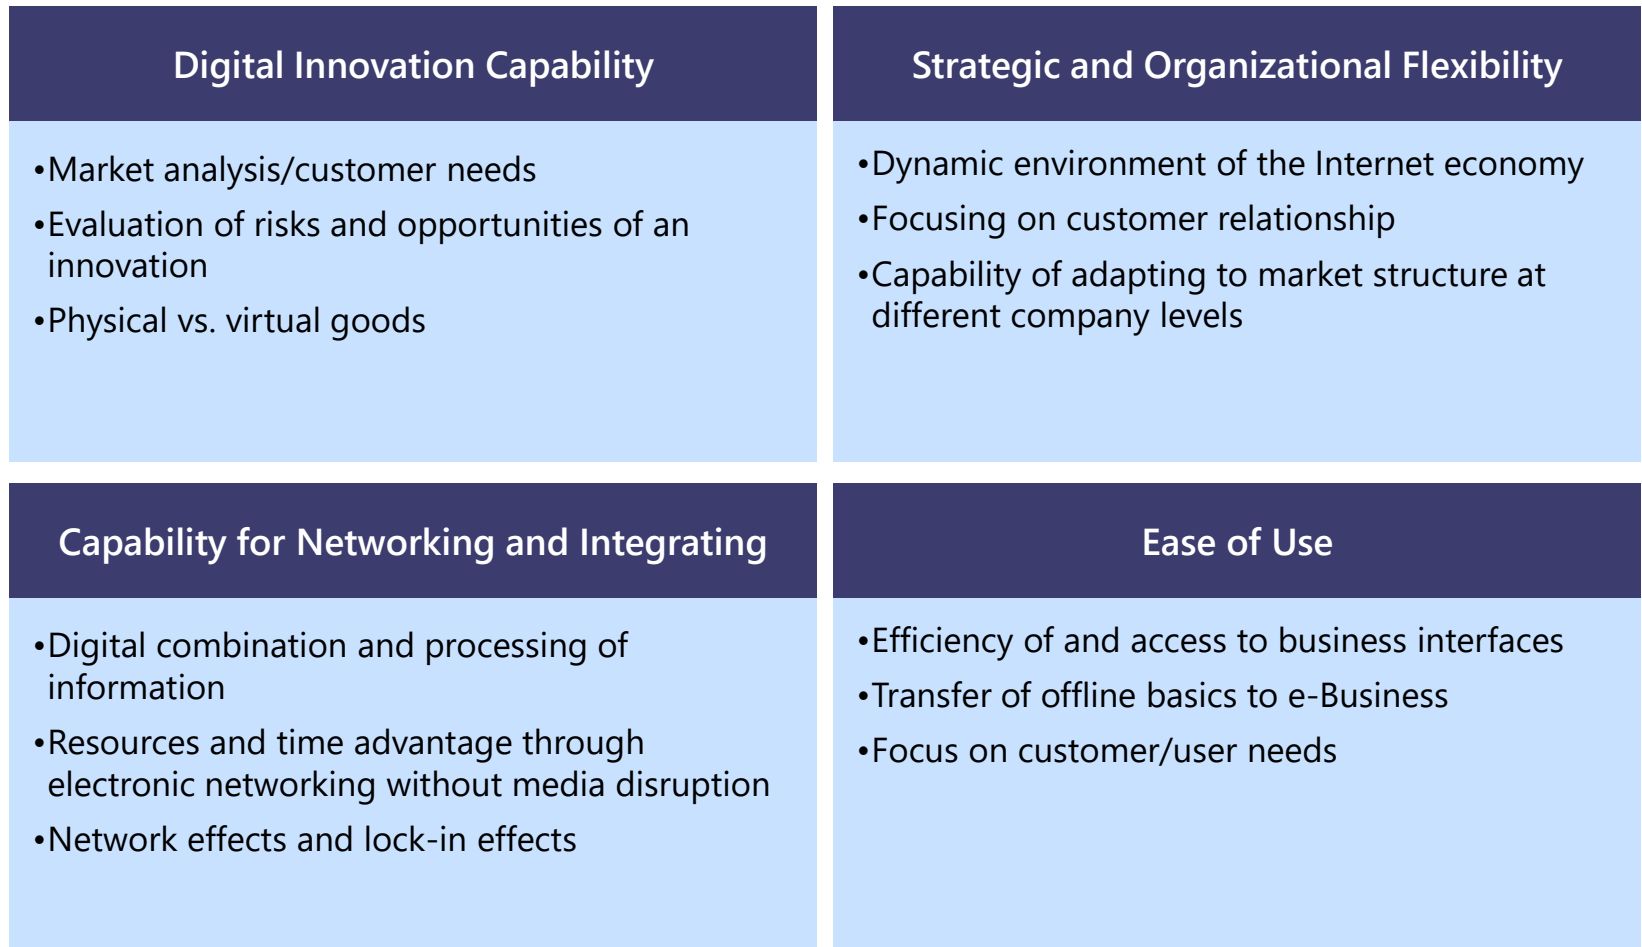 Digital Innovation Capability
•Market analysis/customer needs
•Evaluation of risks and opportunities of an
innovation
•Physical vs. virtual goods
Strategic and Organizational Flexibility
•Dynamic environment of the Internet economy
•Focusing on customer relationship
•Capability of adapting to market structure at
different company levels
Capability for Networking and Integrating
•Digital combination and processing of
information
•Resources and time advantage through
electronic networking without media disruption
•Network effects and lock-in effects
Ease of Use
•Efficiency of and access to business interfaces
•Transfer of offline basics to e-Business
•Focus on customer/user needs